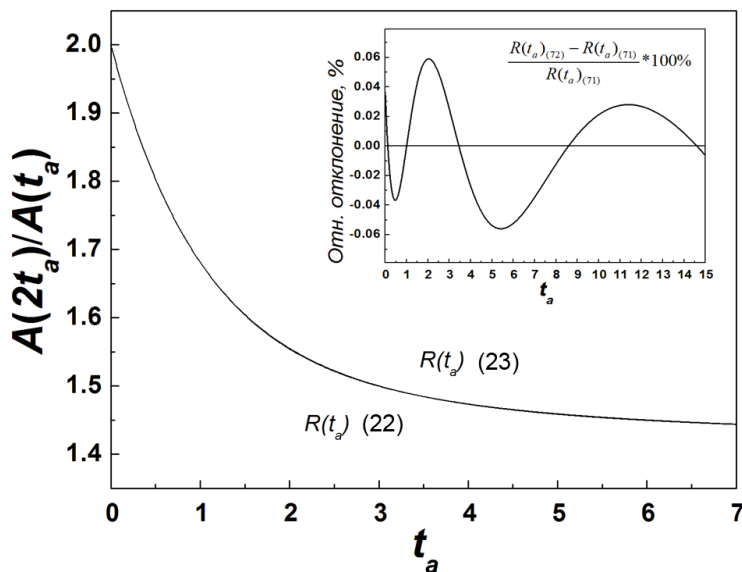 A(2t_a)/A(t_a)
2.0
1.9
1.8
1.7
1.6
1.5
1.4
0 1 2 3 4 5 6 7
t_a
R(t_a) (23)
R(t_a) (22)
Отн. отклонение, %
0.06
0.04
0.02
0.00
-0.02
-0.04
-0.06
0 1 2 3 4 5 6 7 8 9 10 11 12 13 14 15
t_a
R(t_a)_(72) – R(t_a)_(71)
R(t_a)_(71)
*100%